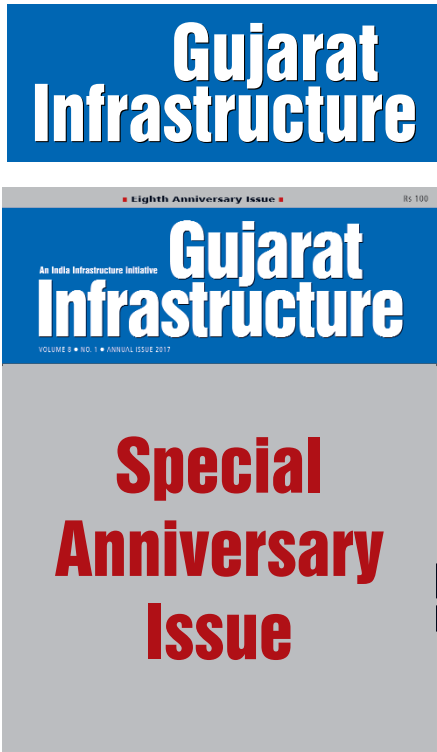 Gujarat
Infrastructure
Eighth Anniversary Issue
Rs 100
Gujarat
An India Infrastructure initiative
Infrastructure
VOLUME 8 ● NO. 1 ● ANNUAL ISSUE 2017
Special
Anniversary
Issue